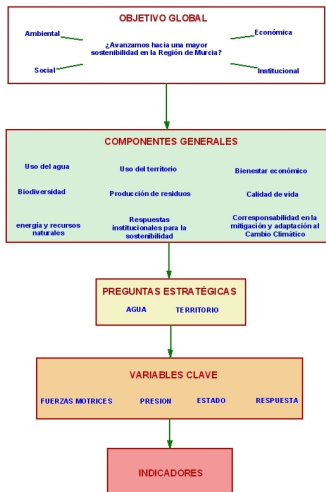 OBJETIVO GLOBAL
Ambiental
Económica
¿Avanzamos hacia una mayor
sostenibilidad en la Región de Murcia?
Social
Institucional
COMPONENTES GENERALES
Uso del agua
Uso del territorio
Bienestar económico
Biodiversidad
Producción de residuos
Calidad de vida
energía y recursos
naturales
Respuestas
institucionales para la
sostenibilidad
Corresponsabilidad en la
mitigación y adaptación al
Cambio Climático
PREGUNTAS ESTRATÉGICAS
AGUA
TERRITORIO
VARIABLES CLAVE
FUERZAS MOTRICES
PRESION
ESTADO
RESPUESTA
INDICADORES